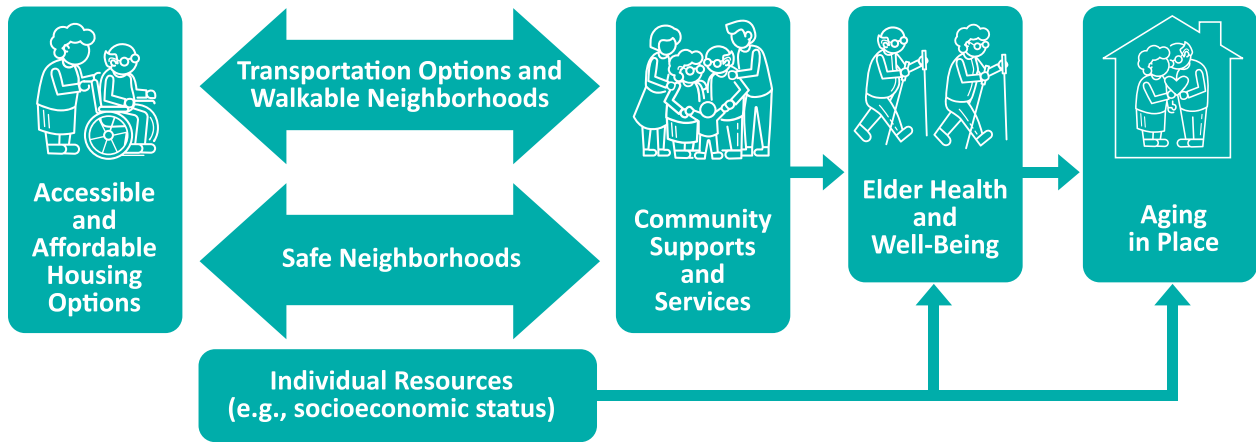 Accessible
and
Affordable
Housing
Options
Transportation Options and
Walkable Neighborhoods
Safe Neighborhoods
Individual Resources
(e.g., socioeconomic status)
Community
Supports
and
Services
Elder Health
and
Well-Being
Aging
in Place